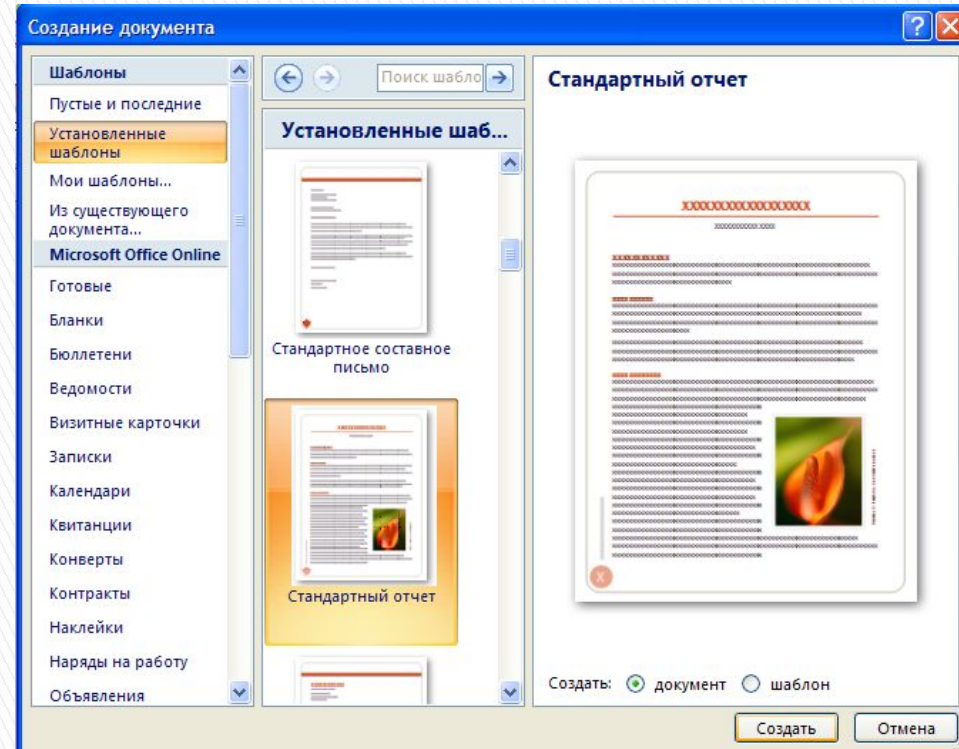 Создание документа
Шаблоны
Пустые и последние
Установленные
шаблоны
Мои шаблоны...
Из существующего
документа...
Microsoft Office Online
Готовые
Бланки
Бюллетени
Ведомости
Визитные карточки
Записки
Календари
Квитанции
Конверты
Контракты
Наклейки
Наряды на работу
Объявления
Поиск шабло
Установленные шаб...
Стандартное составное
письмо
Стандартный отчет
Стандартный отчет
Создать: документ шаблон
Создать Отмена